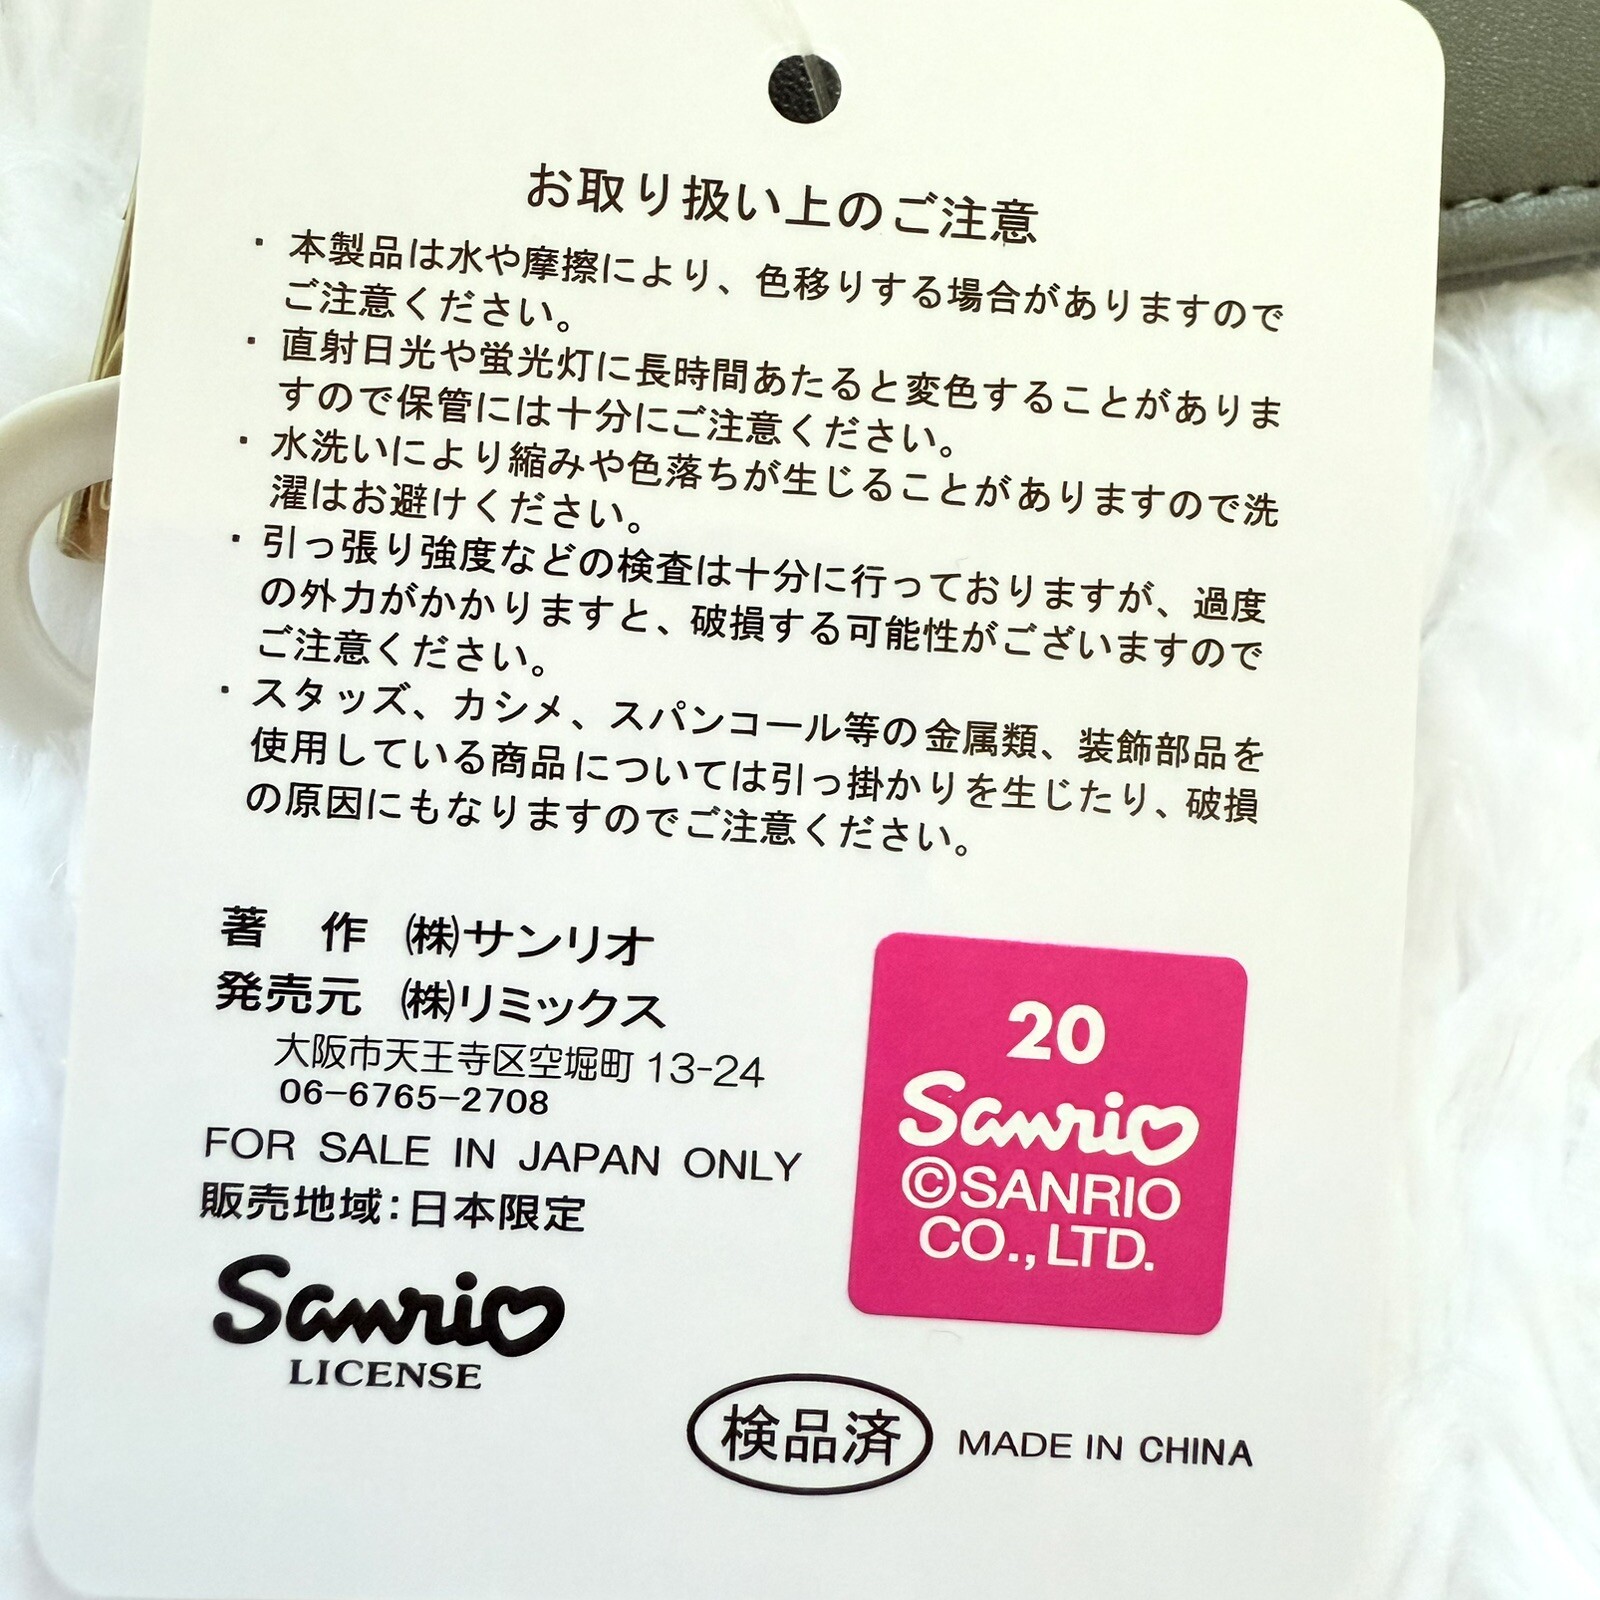 お取り扱い上のご注意
・本製品は水や摩擦により、色移りする場合がありますので
ご注意ください。
・直射日光や蛍光灯に長時間あたると変色することがありま
すので保管には十分にご注意ください。
・水洗いにより縮みや色落ちが生じることがありますので洗
濯はお避けください。
・引っ張り強度などの検査は十分に行っておりますが、過度
の外力がかかりますと、破損する可能性がございますので
ご注意ください。
・スタッズ、カシメ、スパンコール等の金属類、装飾部品を
使用している商品については引っ掛かりを生じたり、破損
の原因にもなりますのでご注意ください。
著　作　㈱サンリオ
発売元　㈱リミックス
大阪市天王寺区空堀町 13-24
06-6765-2708
FOR SALE IN JAPAN ONLY
販売地域：日本限定
Sanrio
LICENSE
20
Sanrio
©SANRIO
CO., LTD.
検品済
MADE IN CHINA